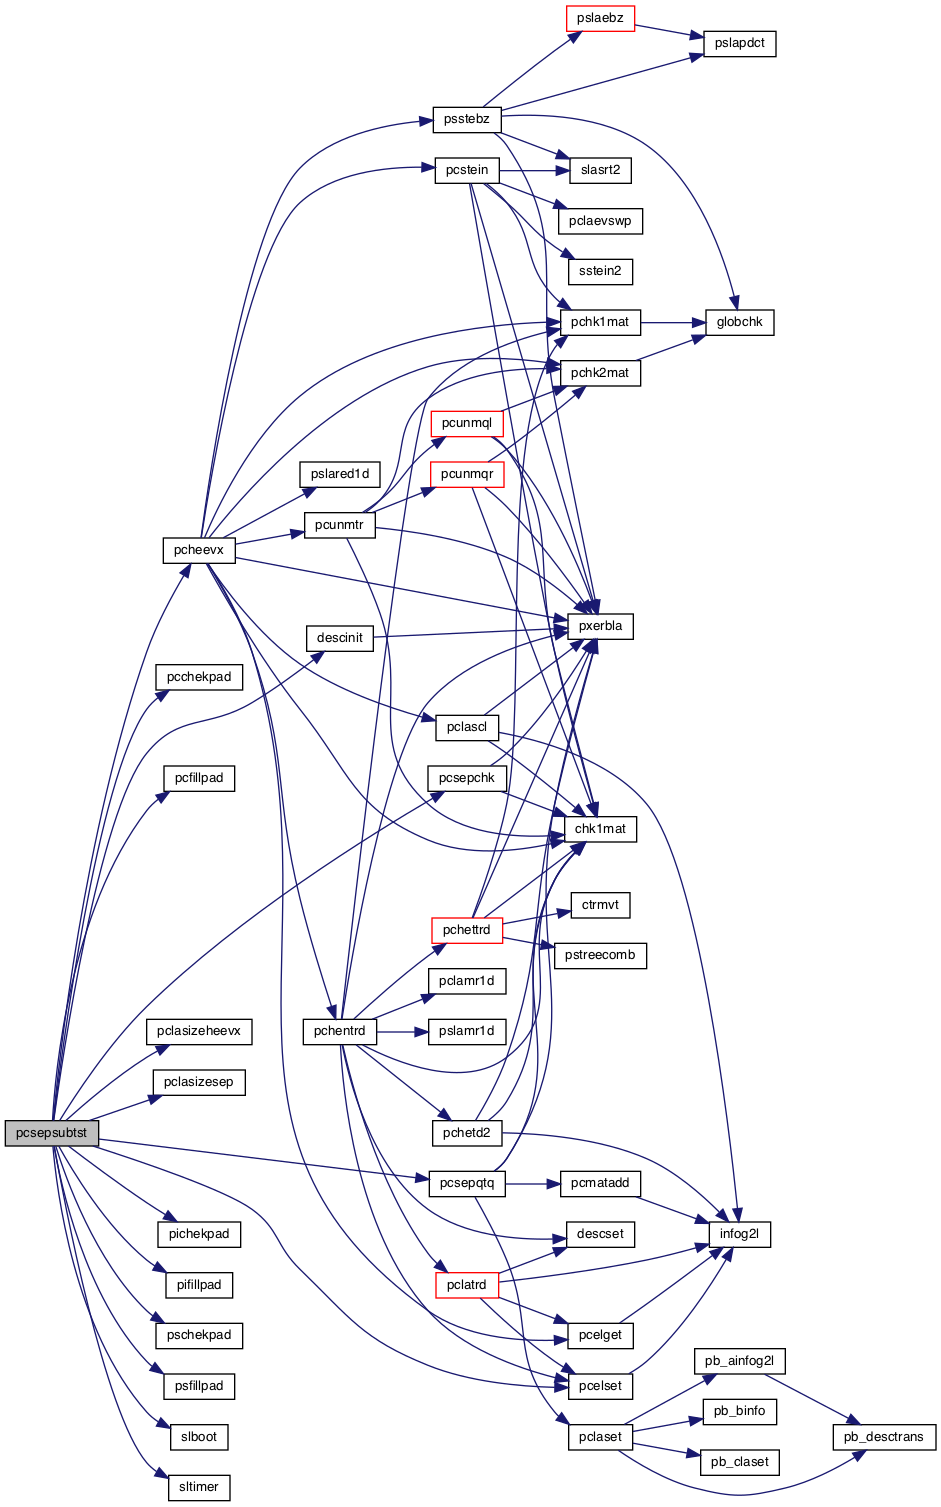 pslaebz
pslapdct
psstebz
pcstein
slasrt2
pclaevswp
sstein2
pchk1mat
globchk
pchk2mat
pcunmql
pslared1d
pcunmqr
pcunmtr
pcheevx
descinit
pxerbla
pcchekpad
pclascl
pcfillpad
pcsepchk
chk1mat
ctrmvt
pchettrd
pstreecomb
pclamr1d
pclasizeheevx
pchentrd
pslamr1d
pclasizesep
pcsepsubtst
pchetd2
pcsepqtq
pcmatadd
pichekpad
descset
infog2l
pifillpad
pclatrd
pschekpad
pcelget
pb_ainfog2l
psfillpad
pcelset
pb_binfo
slboot
pclaset
pb_desctrans
pb_claset
sltimer